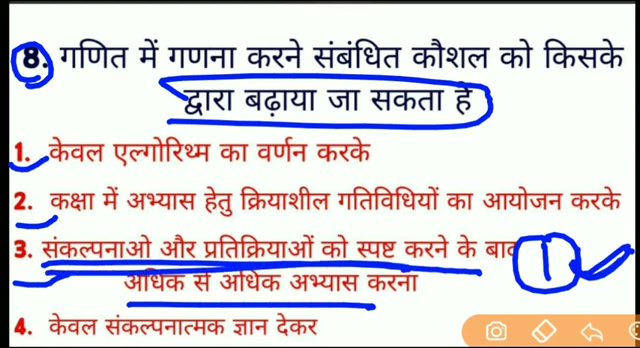 8. गणित में गणना करने संबंधित कौशल को किसके
द्वारा बढ़ाया जा सकता है
1. केवल एल्गोरिथ्म का वर्णन करके
2. कक्षा में अभ्यास हेतु क्रियाशील गतिविधियों का आयोजन करके
3. संकल्पनाओ और प्रतिक्रियाओं को स्पष्ट करने के बाद
अधिक से अधिक अभ्यास करना
4. केवल संकल्पनात्मक ज्ञान देकर
1